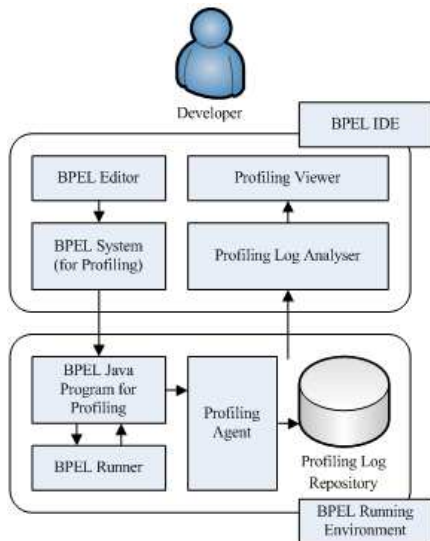 Developer
BPEL IDE
BPEL Editor
Profiling Viewer
BPEL System
(for Profiling)
Profiling Log Analyser
BPEL Java
Program for
Profiling
Profiling
Agent
BPEL Runner
Profiling Log
Repository
BPEL Running
Environment